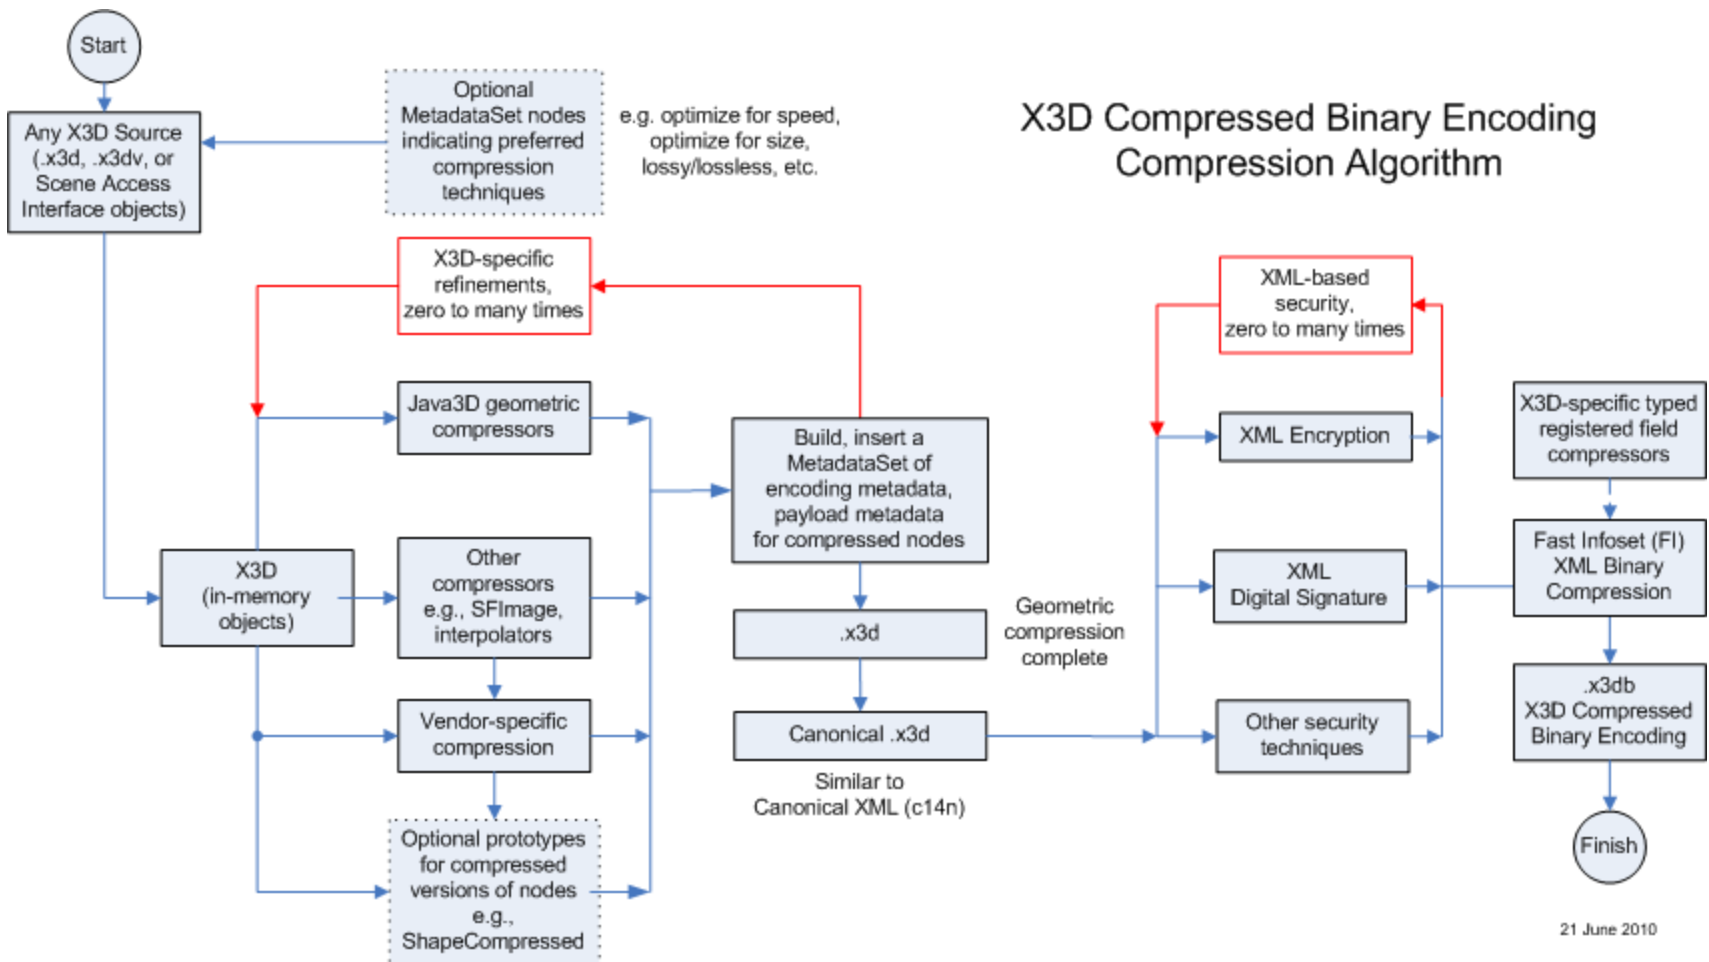 Start
Any X3D Source
(.x3d, .x3dv, or
Scene Access
Interface objects)
Optional
MetadataSet nodes
indicating preferred
compression
techniques
e.g. optimize for speed,
optimize for size,
lossy/lossless, etc.
X3D Compressed Binary Encoding
Compression Algorithm
X3D-specific
refinements,
zero to many times
Java3D geometric
compressors
X3D
(in-memory
objects)
Other
compressors
e.g., SFImage,
interpolators
Vendor-specific
compression
Optional prototypes
for compressed
versions of nodes
e.g.,
ShapeCompressed
Build, insert a
MetadataSet of
encoding metadata,
payload metadata
for compressed nodes
.x3d
Canonical .x3d
Similar to
Canonical XML (c14n)
Geometric
compression
complete
XML-based
security,
zero to many times
XML Encryption
XML
Digital Signature
Other security
techniques
X3D-specific typed
registered field
compressors
Fast Infoset (FI)
XML Binary
Compression
.x3db
X3D Compressed
Binary Encoding
Finish
21 June 2010